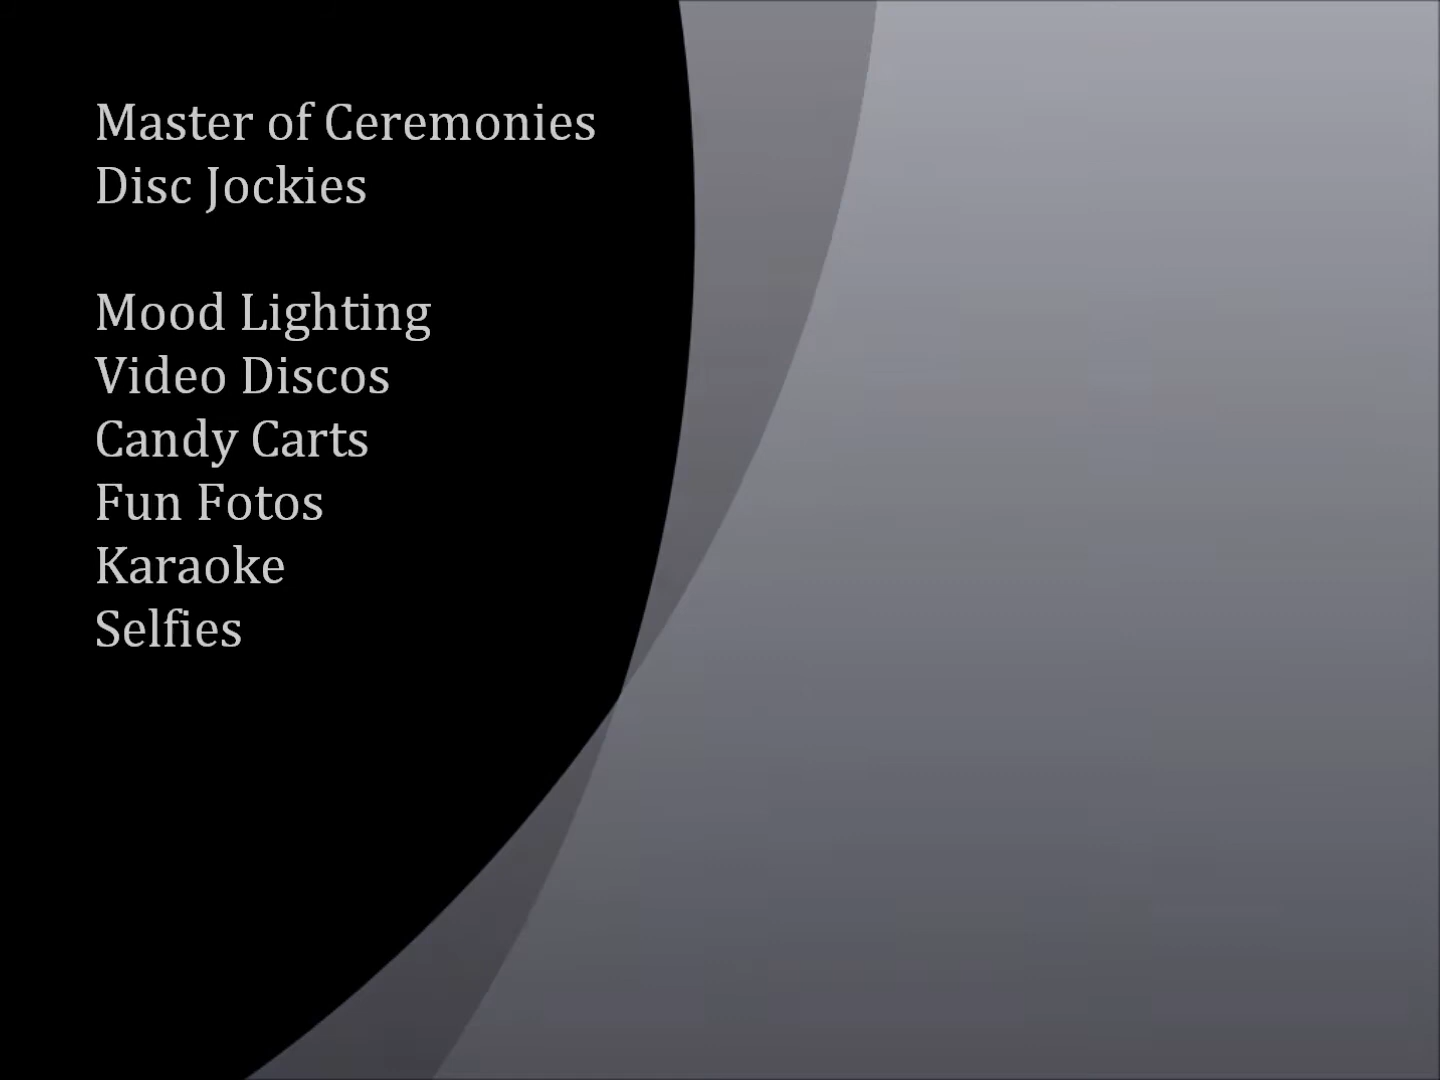 Master of Ceremonies
Disc Jockies
Mood Lighting
Video Discos
Candy Carts
Fun Fotos
Karaoke
Selfies